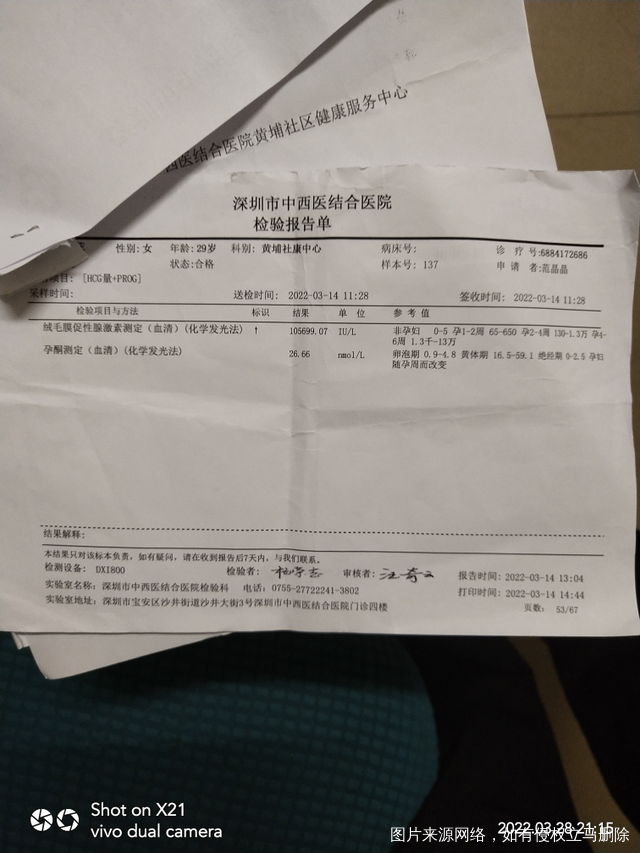 西医结合医院黄埔社区健康服务中心
深圳市中西医结合医院
检验报告单
性别: 女 年龄: 29岁 科别: 黄埔社康中心 病床号: 诊 疗 号:6884172686
状态:合格 样本号: 137 申 请 者:范晶晶
项目: [HCG量+PROG]
采样时间: 送检时间: 2022-03-14 11:28 签收时间: 2022-03-14 11:28
检验项目与方法 标识 结果 单 位 参 考 值
绒毛膜促性腺激素测定（血清）(化学发光法) ↑ 105699.07 IU/L 非孕妇 0-5 孕1-2周 65-650 孕2-4周 130-1.3万 孕4-
6周 1.3千-13万
孕酮测定（血清）(化学发光法) 26.66 nmol/L 卵泡期 0.9-4.8 黄体期 16.5-59.1 绝经期 0-2.5 孕妇
随孕周而改变
结果解释:
本结果只对该标本负责，如有疑问，请在收到报告后7天内，与我们联系。
检测设备: DXI800 检验者: 审核者: 报告时间: 2022-03-14 13:04
实验室名称: 深圳市中西医结合医院检验科 电话: 0755-27722241-3802 打印时间: 2022-03-14 14:44
实验室地址: 深圳市宝安区沙井街道沙井大街3号深圳市中西医结合医院门诊四楼 页数: 53/67
Shot on X21
vivo dual camera
2022.03.28 21:15
图片来源网络，如有侵权立马删除